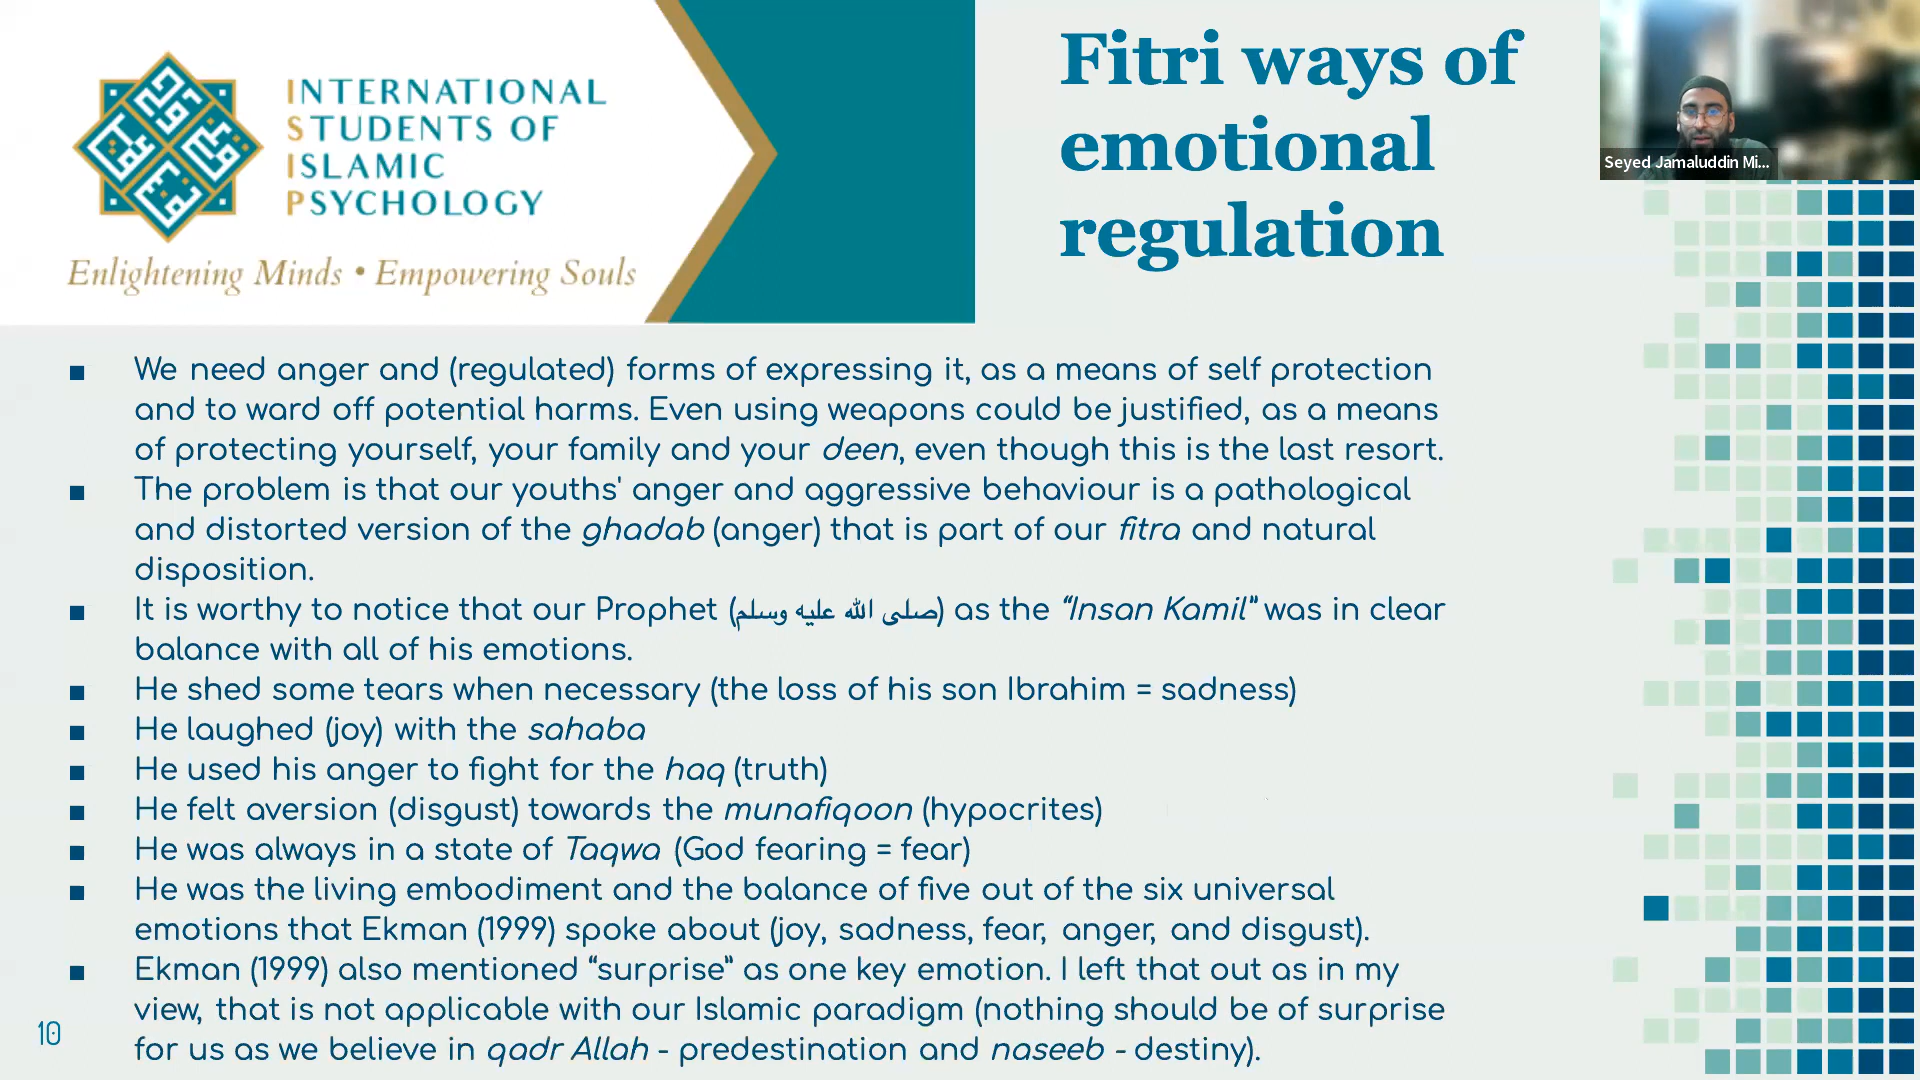 INTERNATIONAL
STUDENTS OF
ISLAMIC
PSYCHOLOGY
Enlightening Minds • Empowering Souls
Fitri ways of
emotional
regulation
Seyed Jamaluddin Mi...
■ We need anger and (regulated) forms of expressing it, as a means of self protection
and to ward off potential harms. Even using weapons could be justified, as a means
of protecting yourself, your family and your deen, even though this is the last resort.
■ The problem is that our youths' anger and aggressive behaviour is a pathological
and distorted version of the ghadab (anger) that is part of our fitra and natural
disposition.
■ It is worthy to notice that our Prophet (صلى الله عليه وسلم) as the “Insan Kamil” was in clear
balance with all of his emotions.
■ He shed some tears when necessary (the loss of his son Ibrahim = sadness)
■ He laughed (joy) with the sahaba
■ He used his anger to fight for the haq (truth)
■ He felt aversion (disgust) towards the munafiqoon (hypocrites)
■ He was always in a state of Taqwa (God fearing = fear)
■ He was the living embodiment and the balance of five out of the six universal
emotions that Ekman (1999) spoke about (joy, sadness, fear, anger, and disgust).
■ Ekman (1999) also mentioned “surprise” as one key emotion. I left that out as in my
view, that is not applicable with our Islamic paradigm (nothing should be of surprise
for us as we believe in qadr Allah - predestination and naseeb - destiny).
10